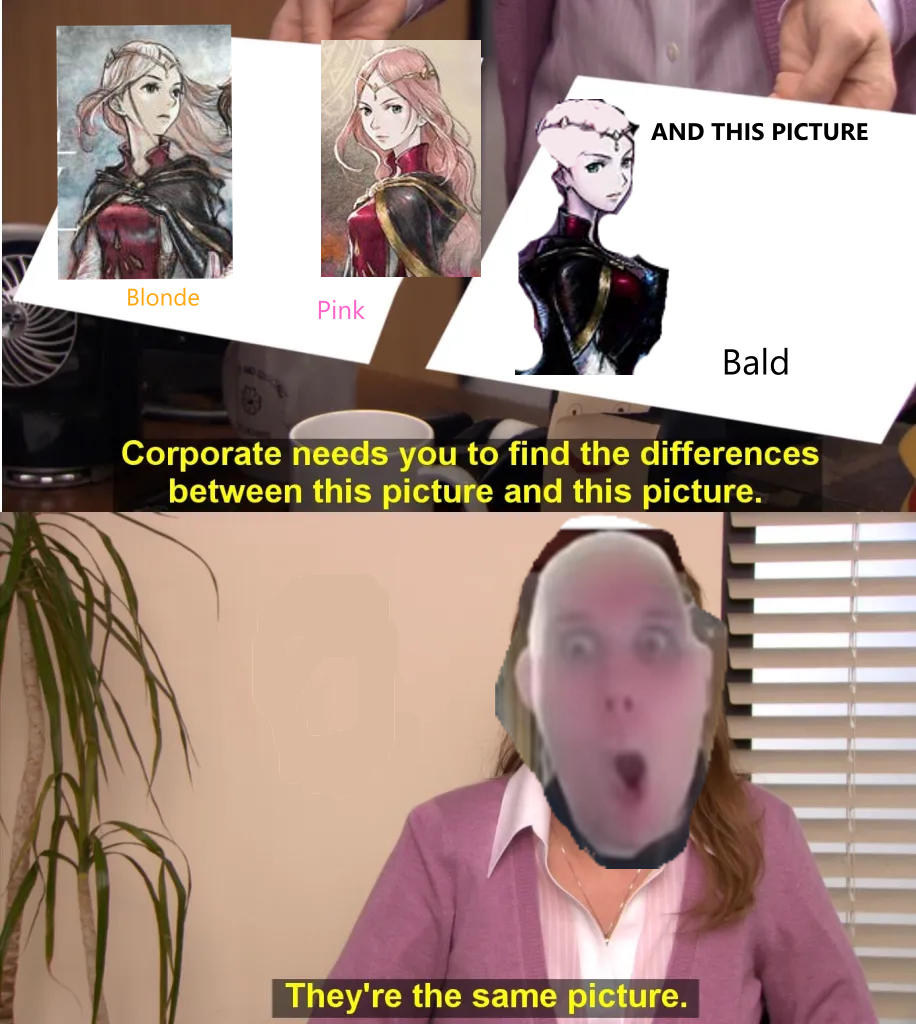 AND THIS PICTURE
Blonde
Pink
Bald
Corporate needs you to find the differences
between this picture and this picture.
They're the same picture.